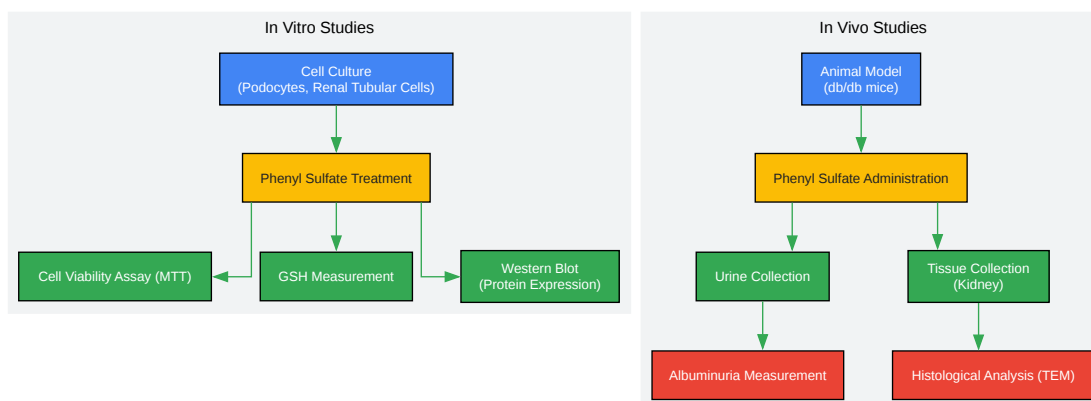 In Vitro Studies
Cell Culture
(Podocytes, Renal Tubular Cells)
Phenyl Sulfate Treatment
Cell Viability Assay (MTT)
GSH Measurement
Western Blot
(Protein Expression)
In Vivo Studies
Animal Model
(db/db mice)
Phenyl Sulfate Administration
Urine Collection
Tissue Collection
(Kidney)
Albuminuria Measurement
Histological Analysis (TEM)